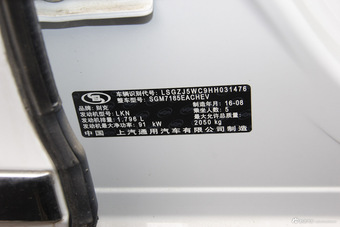 车辆识别代号: LSGZJ5WC9HH031476
整车型号: SGM7185EACHEV
品牌: 别克 制造年月 16-08
发动机型号 LKN 乘坐人数 5
发动机排量 1.796 L 最大允许总质量
发动机最大净功率 91 kW 2050 kg
中国 上汽通用汽车有限公司制造